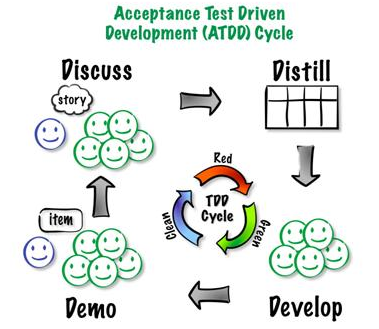 Acceptance Test Driven
Development (ATDD) Cycle
Discuss
Distill
story
Red
TDD
Cycle
Clean
Green
item
Demo
Develop